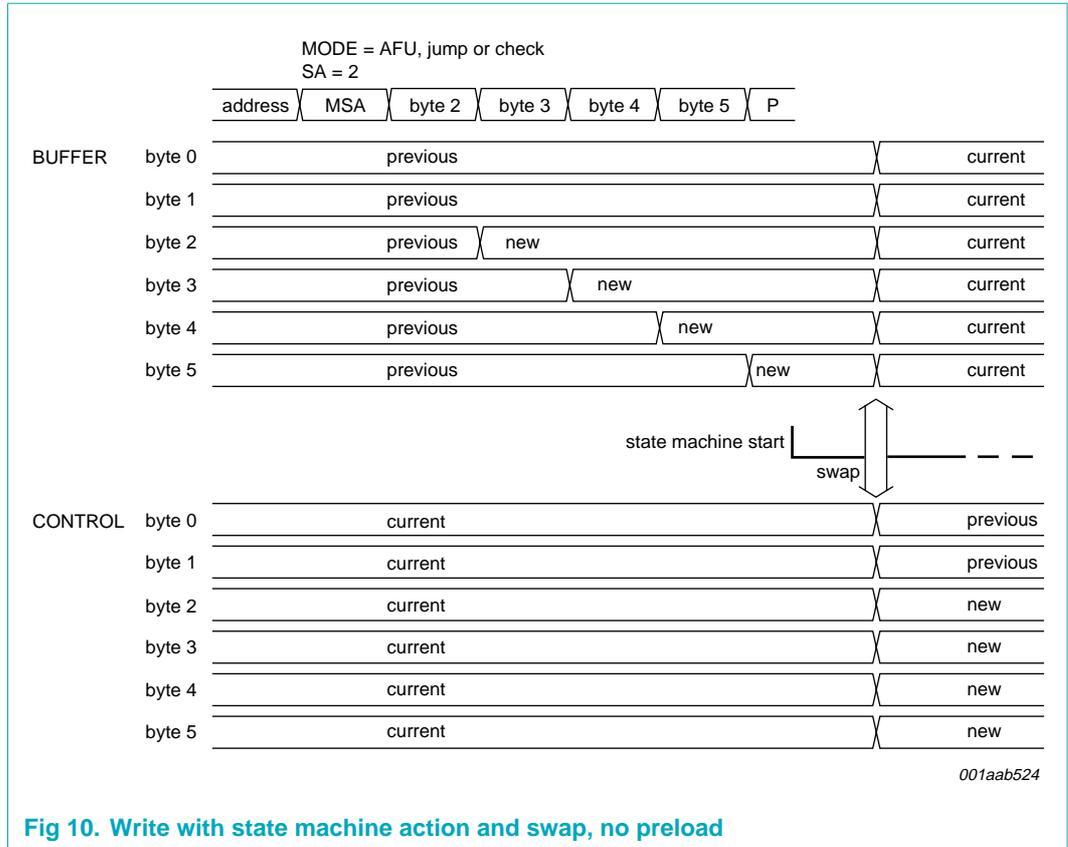 MODE = AFU, jump or check
SA = 2
address MSA byte 2 byte 3 byte 4 byte 5 P
BUFFER byte 0 previous current
byte 1 previous current
byte 2 previous new current
byte 3 previous new current
byte 4 previous new current
byte 5 previous new current
state machine start
swap
CONTROL byte 0 current previous
byte 1 current previous
byte 2 current new
byte 3 current new
byte 4 current new
byte 5 current new
001aab524
Fig 10. Write with state machine action and swap, no preload